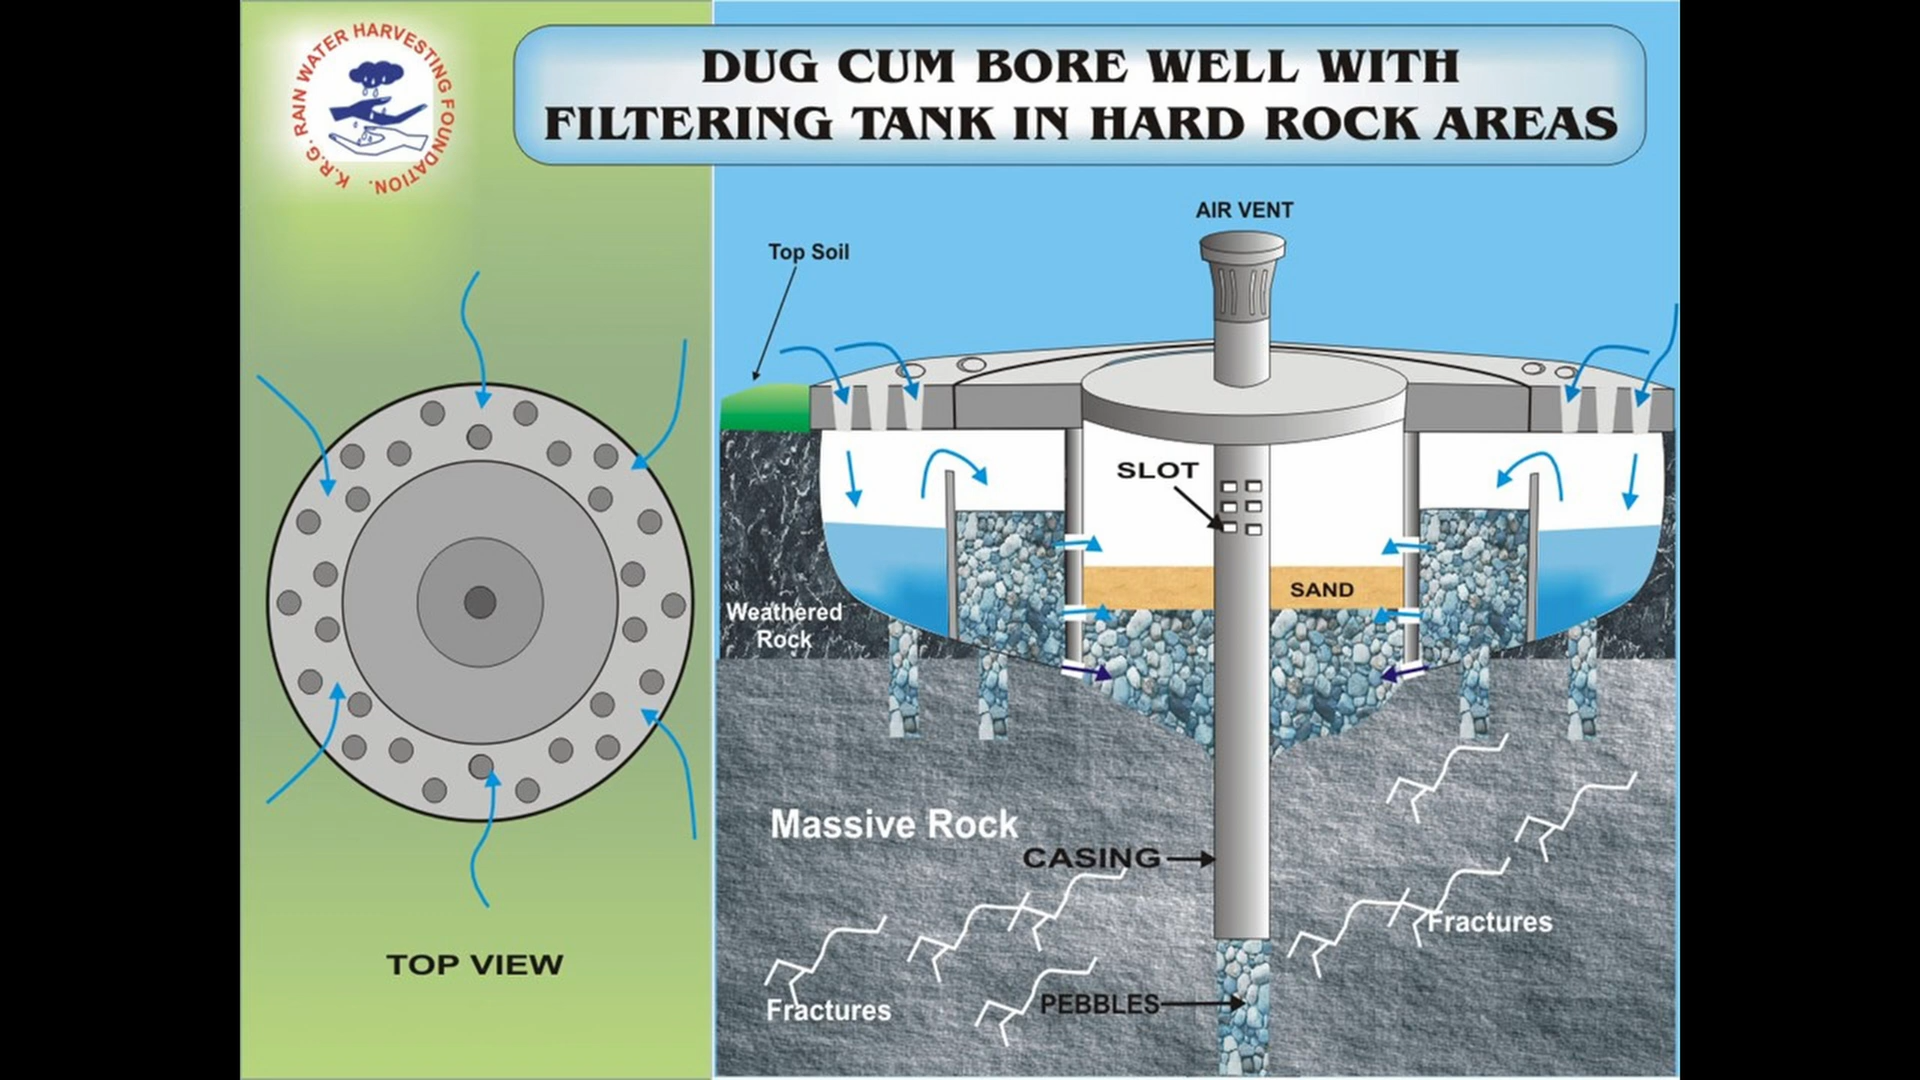 K.R.G. RAIN WATER HARVESTING FOUNDATION.
DUG CUM BORE WELL WITH
FILTERING TANK IN HARD ROCK AREAS
AIR VENT
Top Soil
SLOT
SAND
Weathered
Rock
Massive Rock
CASING
Fractures
TOP VIEW
PEBBLES
Fractures